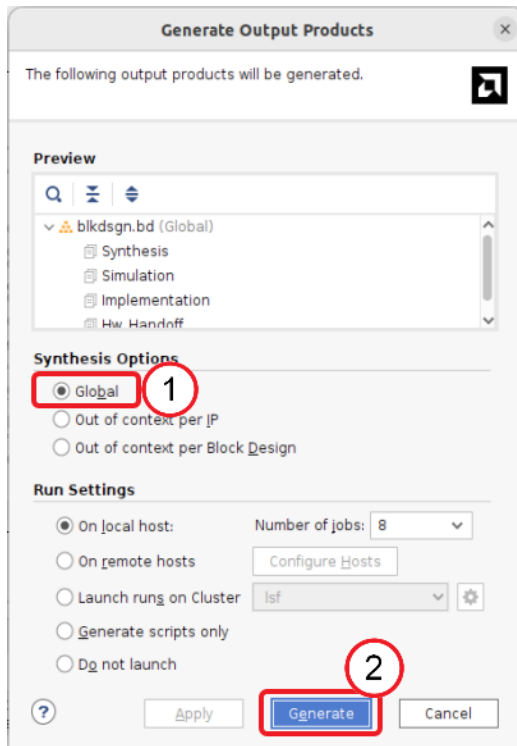 Generate Output Products
The following output products will be generated.
Preview
blkdsgn.bd (Global)
Synthesis
Simulation
Implementation
Hw_Handoff
Synthesis Options
Global 1
Out of context per IP
Out of context per Block Design
Run Settings
On local host: Number of jobs: 8
On remote hosts Configure Hosts
Launch runs on Cluster lsf
Generate scripts only
Do not launch
2
? Apply Generate Cancel